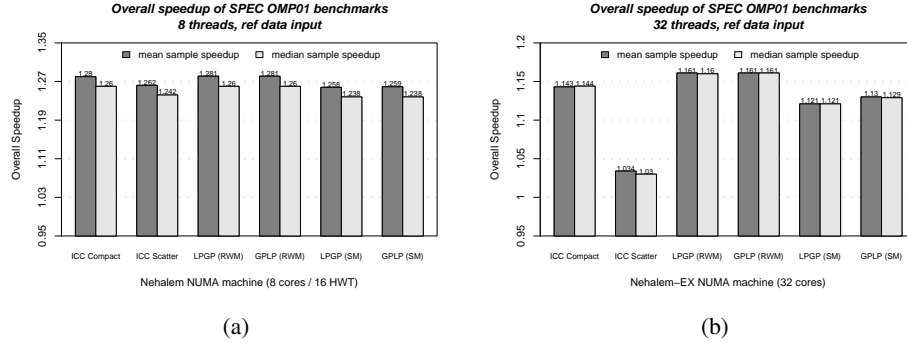 Overall speedup of SPEC OMP01 benchmarks
8 threads, ref data input
mean sample speedup
median sample speedup
Overall Speedup
1.35
1.27
1.19
1.11
1.03
0.95
1.28
1.26
1.262
1.242
1.281
1.26
1.281
1.26
1.258
1.238
1.259
1.238
ICC Compact
ICC Scatter
LPGP (RWM)
GPLP (RWM)
LPGP (SM)
GPLP (SM)
Nehalem NUMA machine (8 cores / 16 HWT)
(a)
Overall speedup of SPEC OMP01 benchmarks
32 threads, ref data input
mean sample speedup
median sample speedup
Overall Speedup
1.2
1.15
1.1
1.05
1
0.95
1.143
1.144
1.034
1.03
1.161
1.16
1.161
1.161
1.121
1.121
1.13
1.129
ICC Compact
ICC Scatter
LPGP (RWM)
GPLP (RWM)
LPGP (SM)
GPLP (SM)
Nehalem−EX NUMA machine (32 cores)
(b)